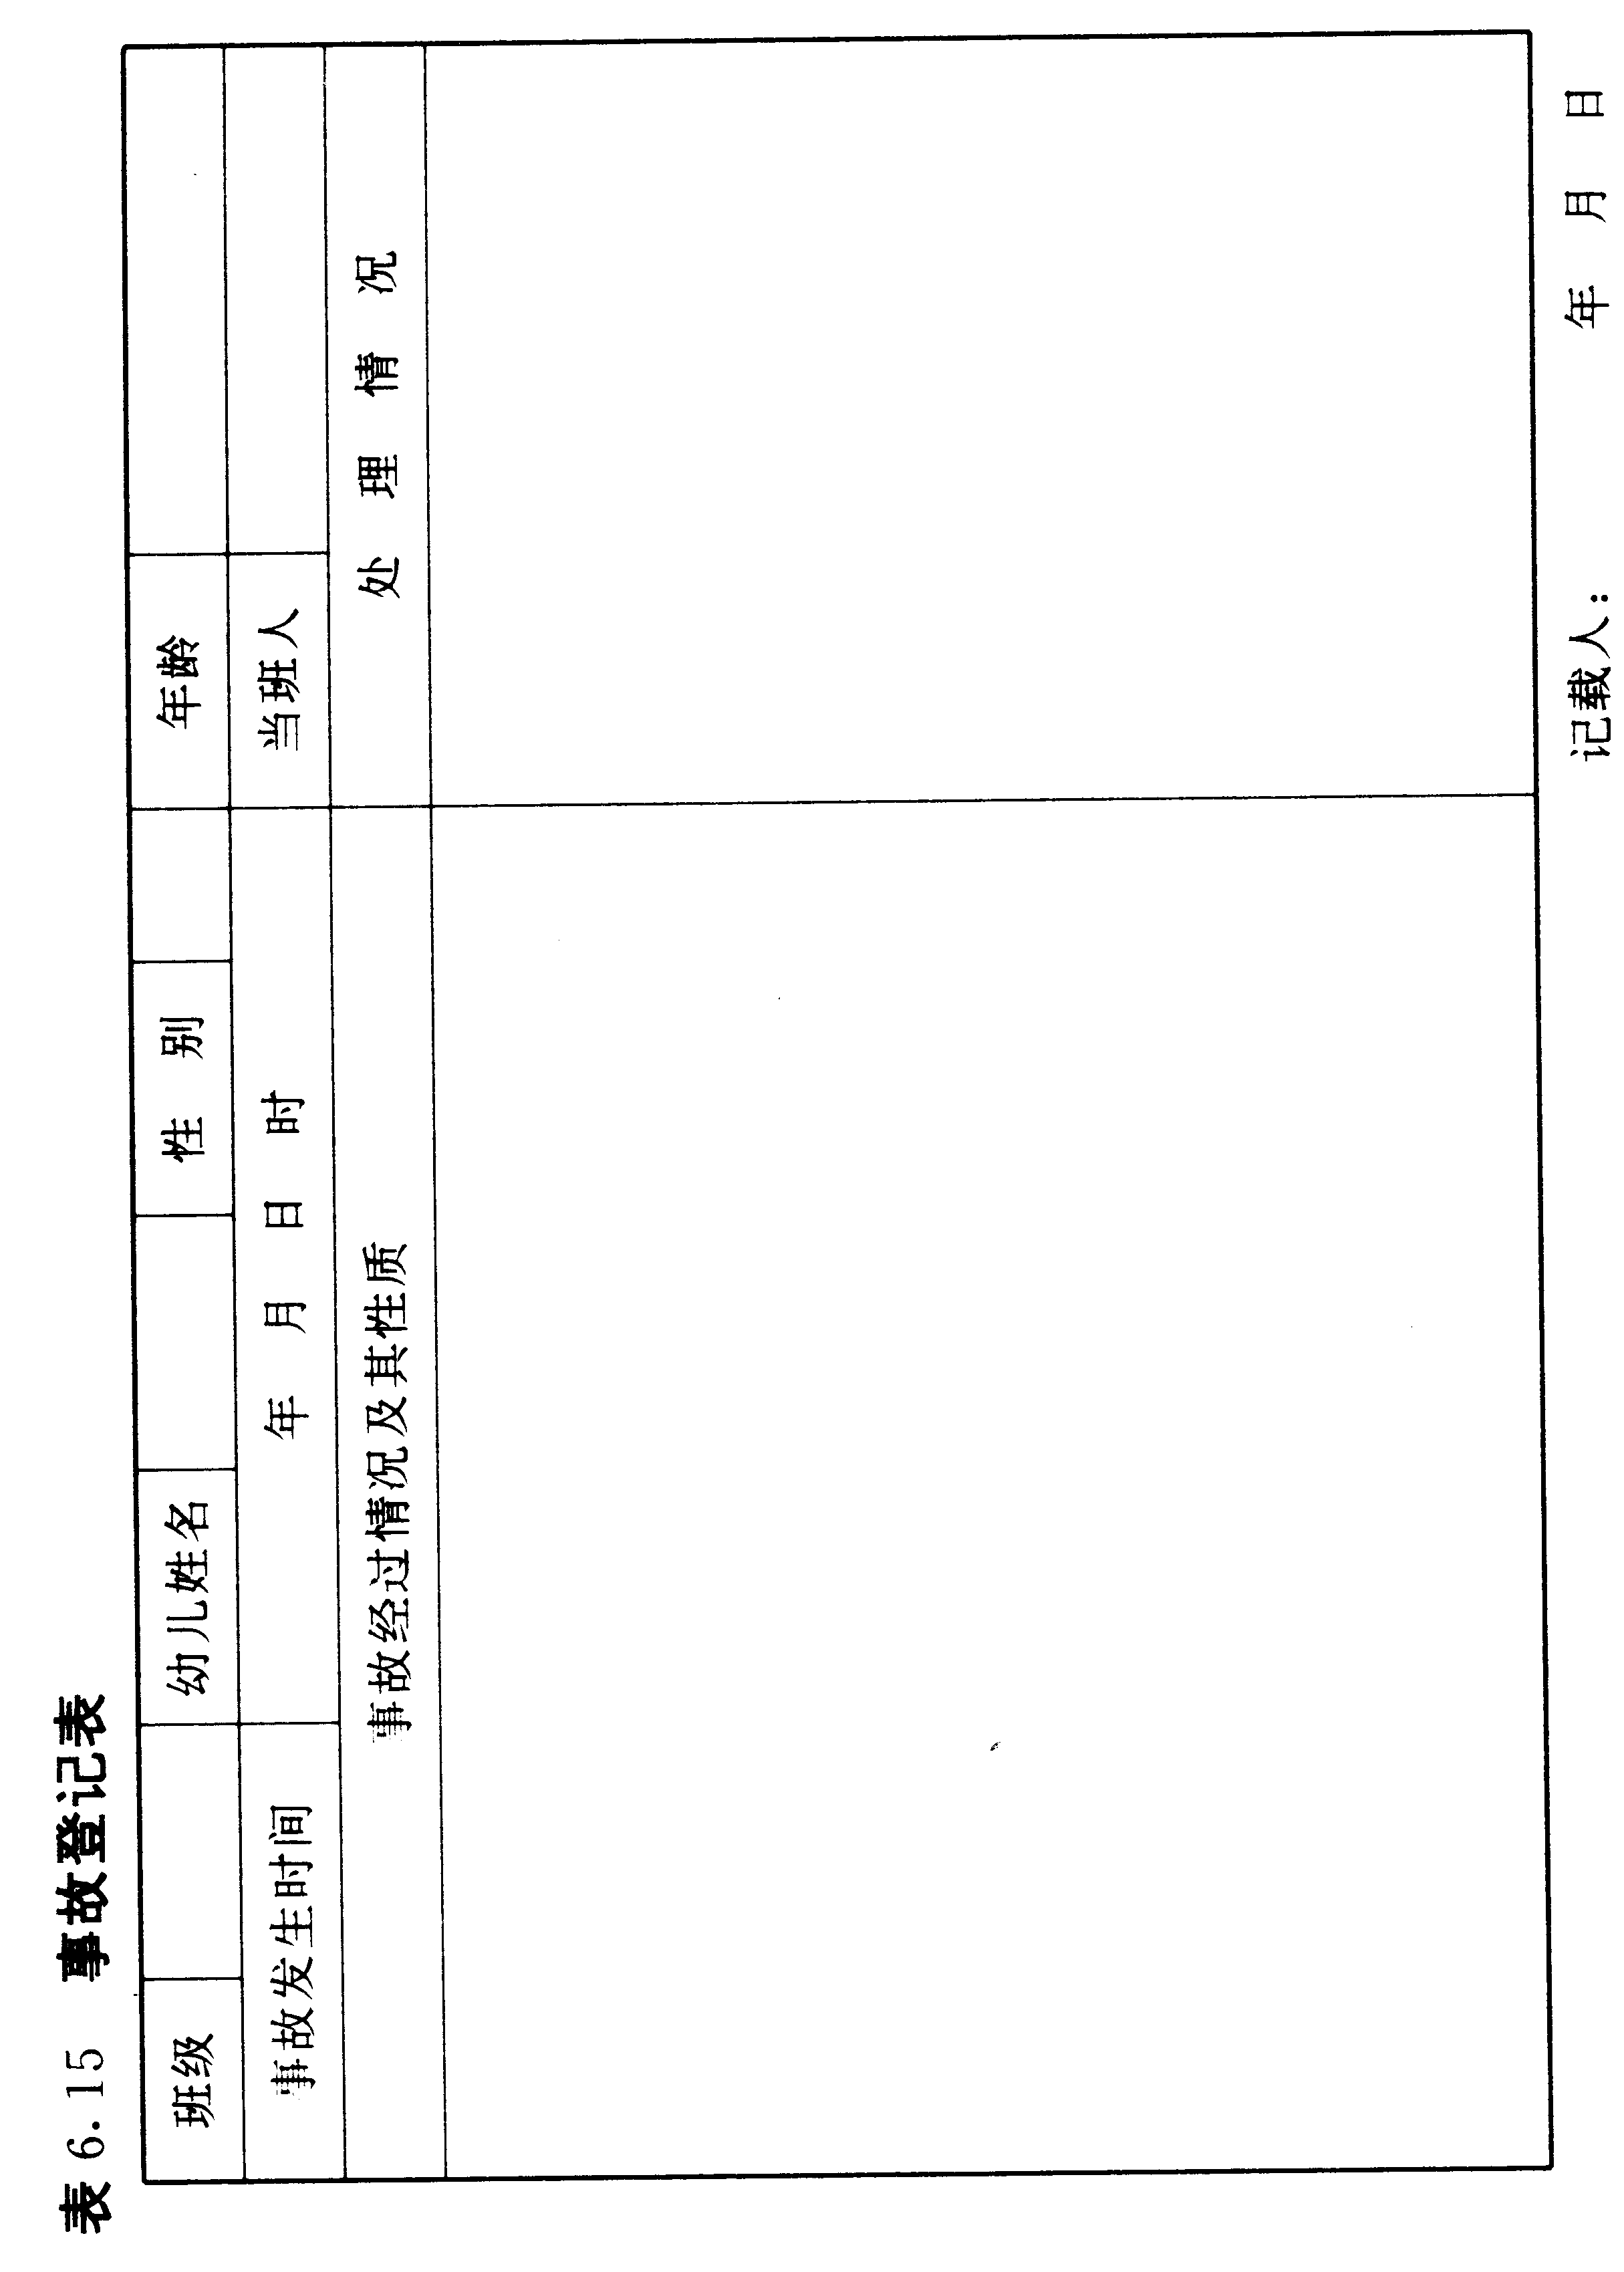 表 6.15 事故登记表
班级 幼儿姓名 性 别 年龄
事故发生时间 年 月 日 时 当班人
事故经过情况及其性质 处 理 情 况
记载人： 年 月 日